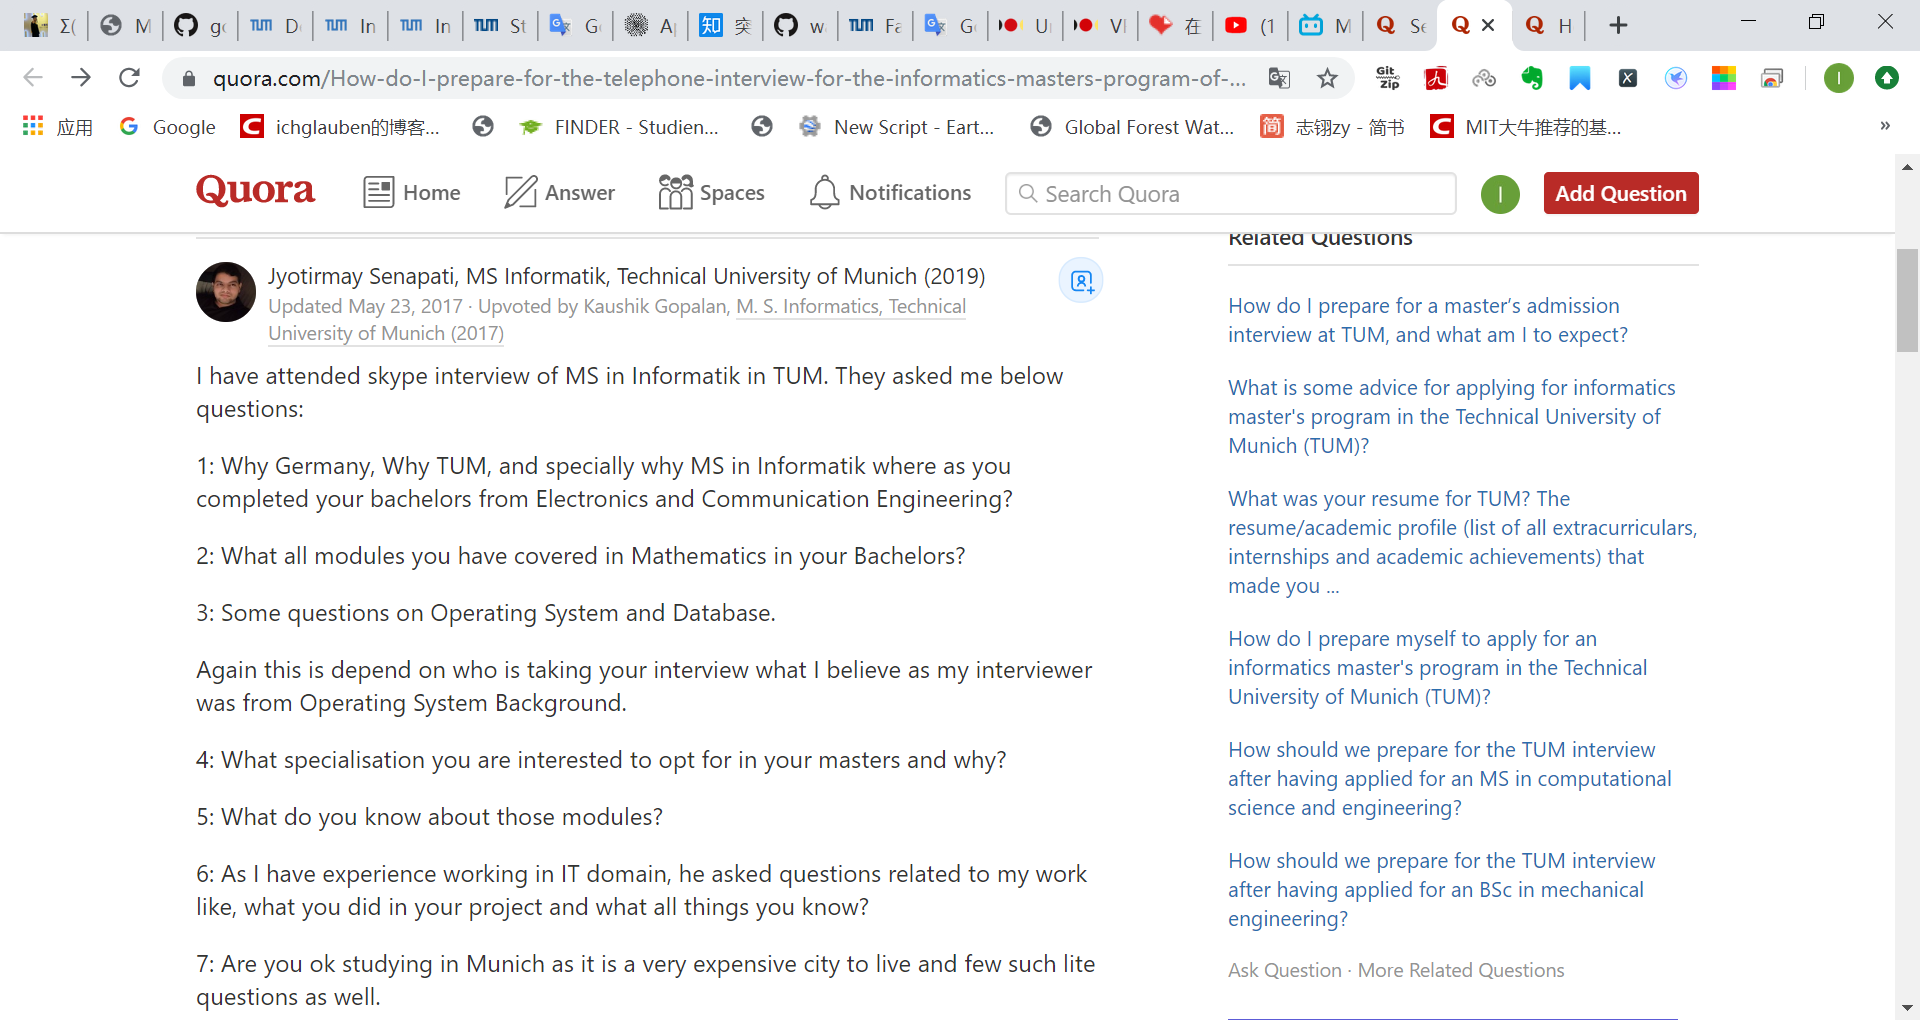 Σ(
M
g
D
In
In
St
G
A
知 突
w
Fa
G
U
VI
在
(1
M
Q Se
Q
Q H
quora.com/How-do-I-prepare-for-the-telephone-interview-for-the-informatics-masters-program-of-...
Git Zip
I
应用
Google
ichglauben的博客...
FINDER - Studien...
New Script - Eart...
Global Forest Wat...
简 志铏zy - 简书
MIT大牛推荐的基...
»
Quora
Home
Answer
Spaces
Notifications
Search Quora
I
Add Question
Jyotirmay Senapati, MS Informatik, Technical University of Munich (2019)
Updated May 23, 2017 · Upvoted by Kaushik Gopalan, M. S. Informatics, Technical
University of Munich (2017)
I have attended skype interview of MS in Informatik in TUM. They asked me below
questions:
1: Why Germany, Why TUM, and specially why MS in Informatik where as you
completed your bachelors from Electronics and Communication Engineering?
2: What all modules you have covered in Mathematics in your Bachelors?
3: Some questions on Operating System and Database.
Again this is depend on who is taking your interview what I believe as my interviewer
was from Operating System Background.
4: What specialisation you are interested to opt for in your masters and why?
5: What do you know about those modules?
6: As I have experience working in IT domain, he asked questions related to my work
like, what you did in your project and what all things you know?
7: Are you ok studying in Munich as it is a very expensive city to live and few such lite
questions as well.
Related Questions
How do I prepare for a master’s admission
interview at TUM, and what am I to expect?
What is some advice for applying for informatics
master's program in the Technical University of
Munich (TUM)?
What was your resume for TUM? The
resume/academic profile (list of all extracurriculars,
internships and academic achievements) that
made you ...
How do I prepare myself to apply for an
informatics master's program in the Technical
University of Munich (TUM)?
How should we prepare for the TUM interview
after having applied for an MS in computational
science and engineering?
How should we prepare for the TUM interview
after having applied for an BSc in mechanical
engineering?
Ask Question · More Related Questions